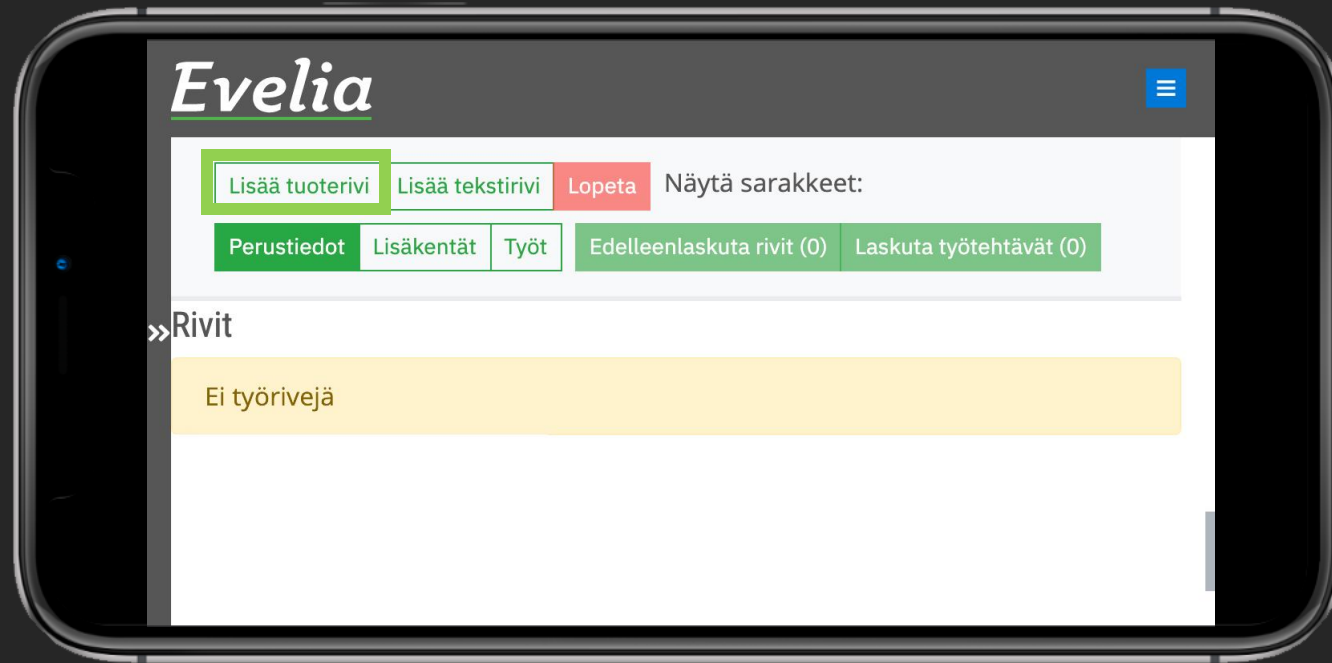 Evelia
Lisää tuoterivi Lisää tekstirivi Lopeta Näytä sarakkeet:
Perustiedot Lisäkentät Työt Edelleenlaskuta rivit (0) Laskuta työtehtävät (0)
Rivit
Ei työrivejä